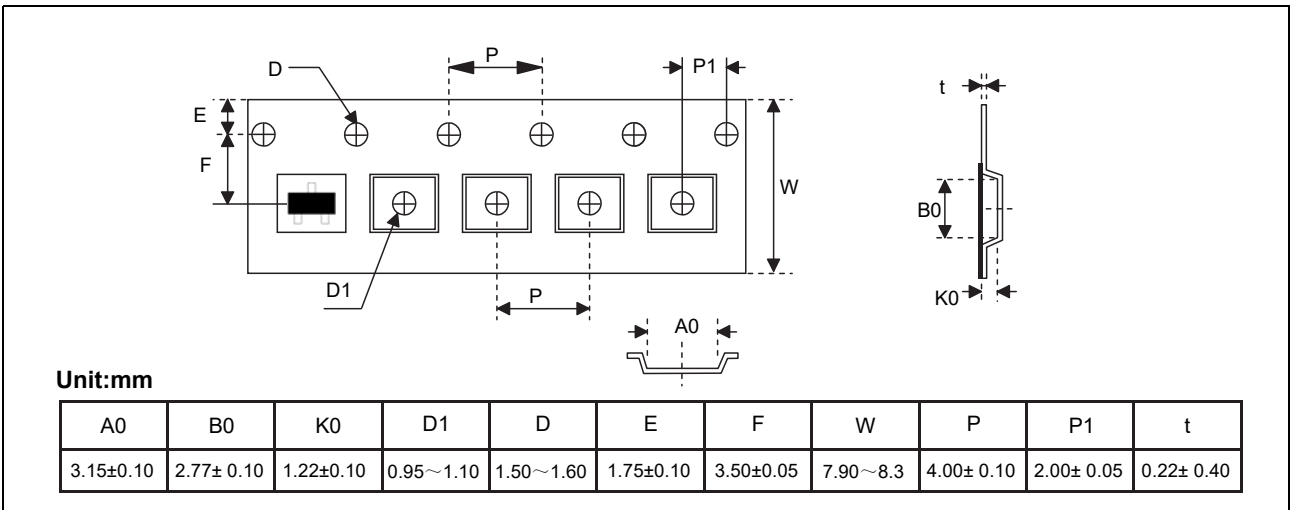 D
P
P1
t
E
F
W
B0
D1
P
K0
A0
Unit:mm
A0 B0 K0 D1 D E F W P P1 t
3.15±0.10 2.77± 0.10 1.22±0.10 0.95～1.10 1.50～1.60 1.75±0.10 3.50±0.05 7.90～8.3 4.00± 0.10 2.00± 0.05 0.22± 0.40